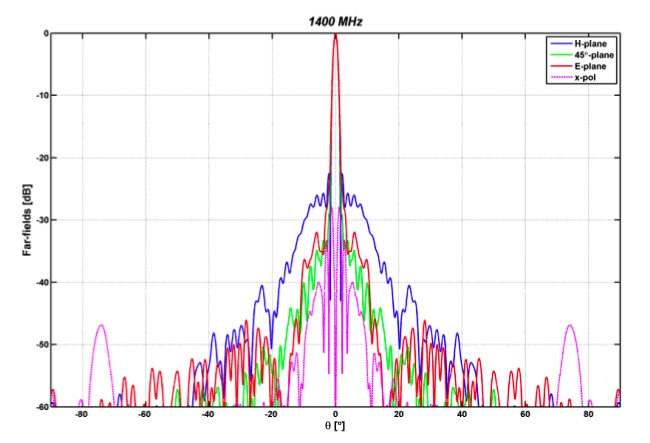 1400 MHz
H-plane
45°-plane
E-plane
x-pol
Far-fields [dB]
0
-10
-20
-30
-40
-50
-60
-80 -60 -40 -20 0 20 40 60 80
θ [°]